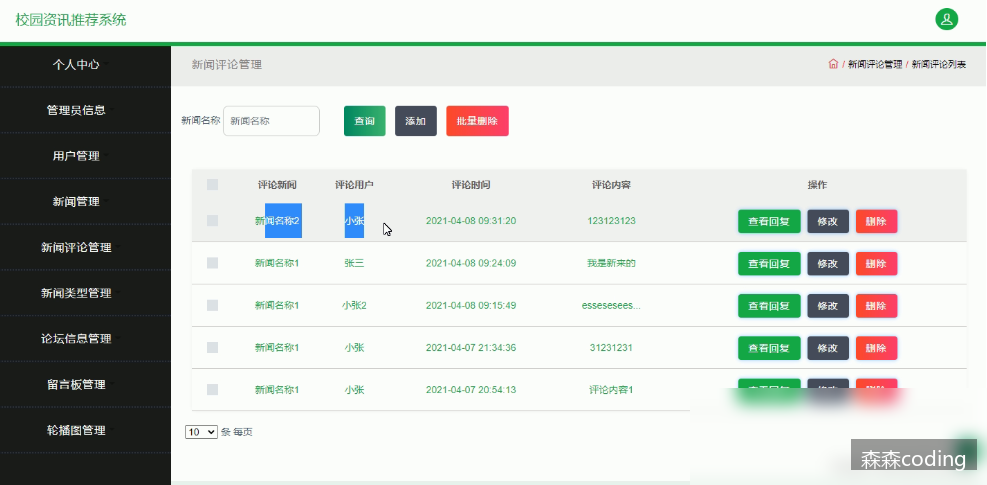 校园资讯推荐系统
个人中心
管理员信息
用户管理
新闻管理
新闻评论管理
新闻类型管理
论坛信息管理
留言板管理
轮播图管理
新闻评论管理
/ 新闻评论管理 / 新闻评论列表
新闻名称 新闻名称 查询 添加 批量删除
评论新闻 评论用户 评论时间 评论内容 操作
新闻名称2 小张 2021-04-08 09:31:20 123123123 查看回复 修改 删除
新闻名称1 张三 2021-04-08 09:24:09 我是新来的 查看回复 修改 删除
新闻名称1 小张2 2021-04-08 09:15:49 essesesees... 查看回复 修改 删除
新闻名称1 小张 2021-04-07 21:34:36 31231231 查看回复 修改 删除
新闻名称1 小张 2021-04-07 20:54:13 评论内容1
10 条 每页
森森coding